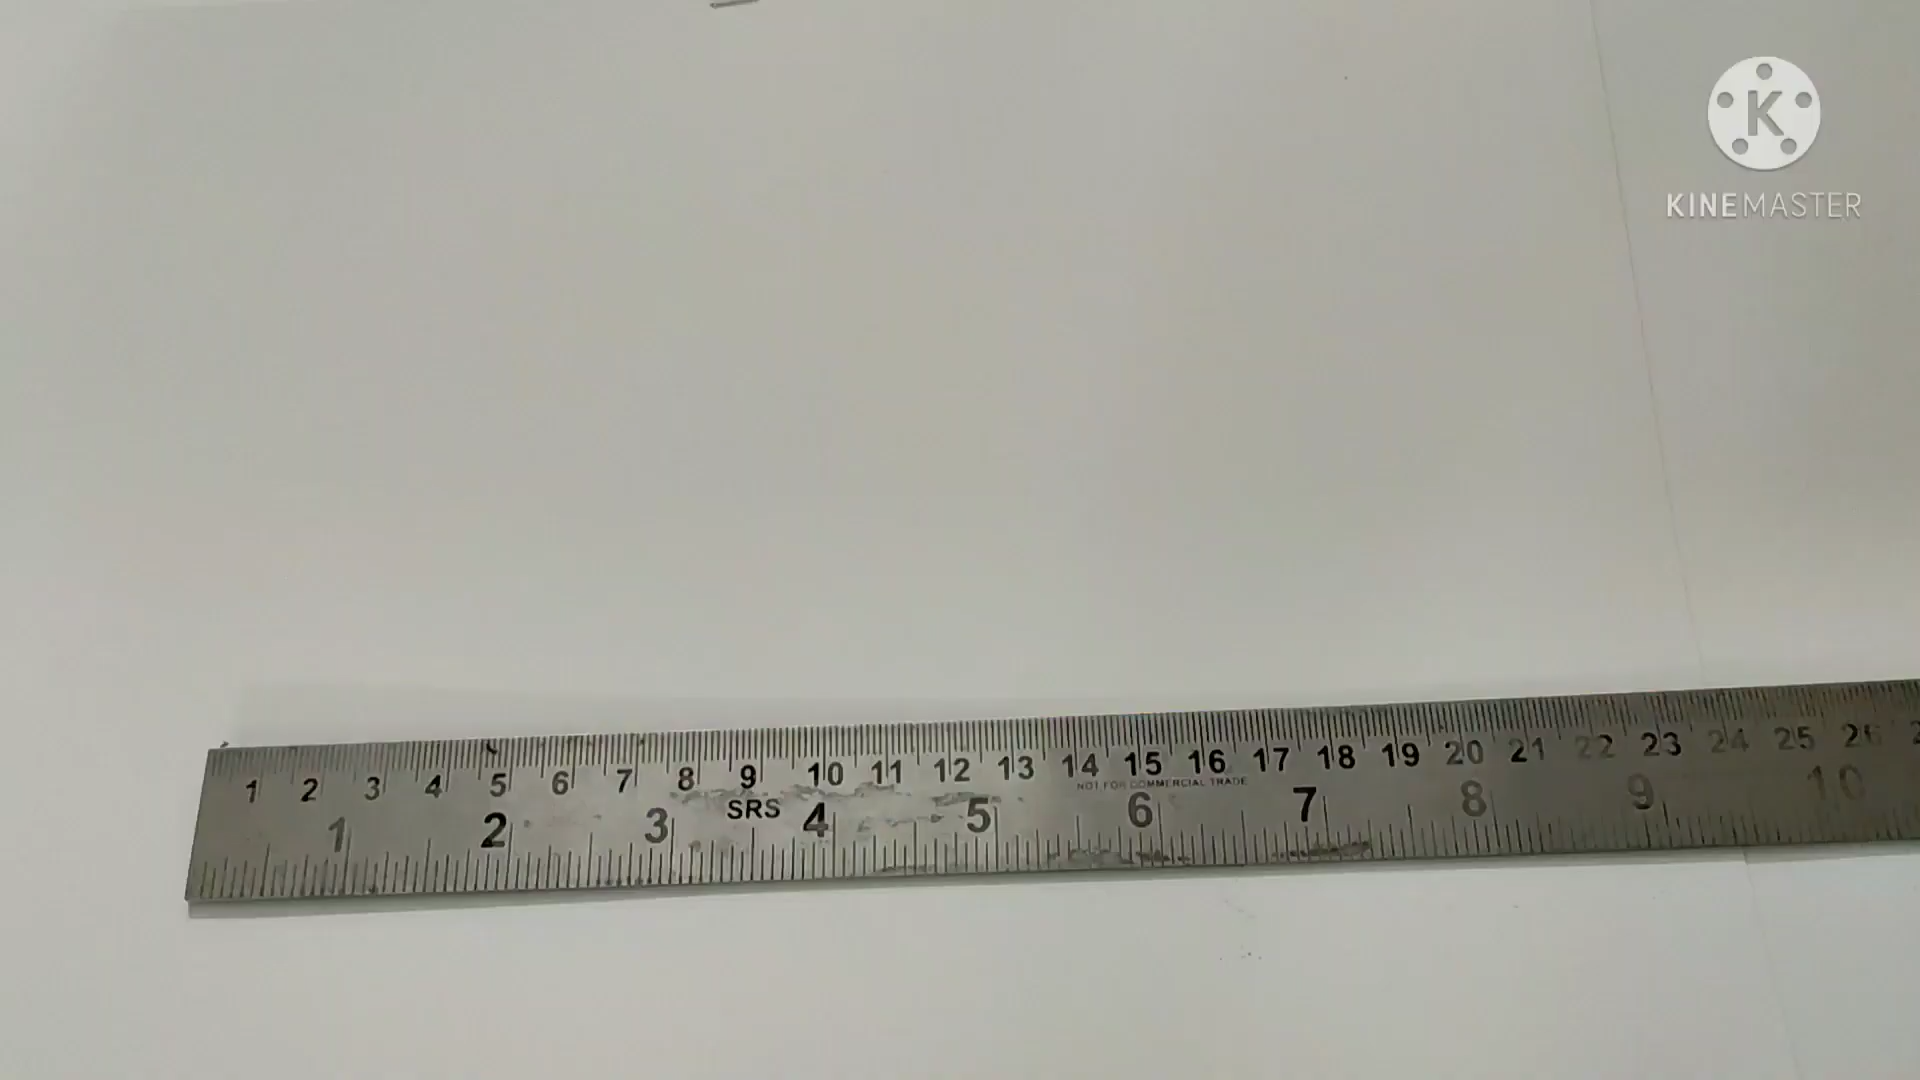 K
KINEMASTER
1 2 3 4 5 6 7 8 9 10 11 12 13 14 15 16 17 18 19 20 21 22 23 24 25 26
NOT FOR COMMERCIAL TRADE
SRS
1 2 3 4 5 6 7 8 9 10